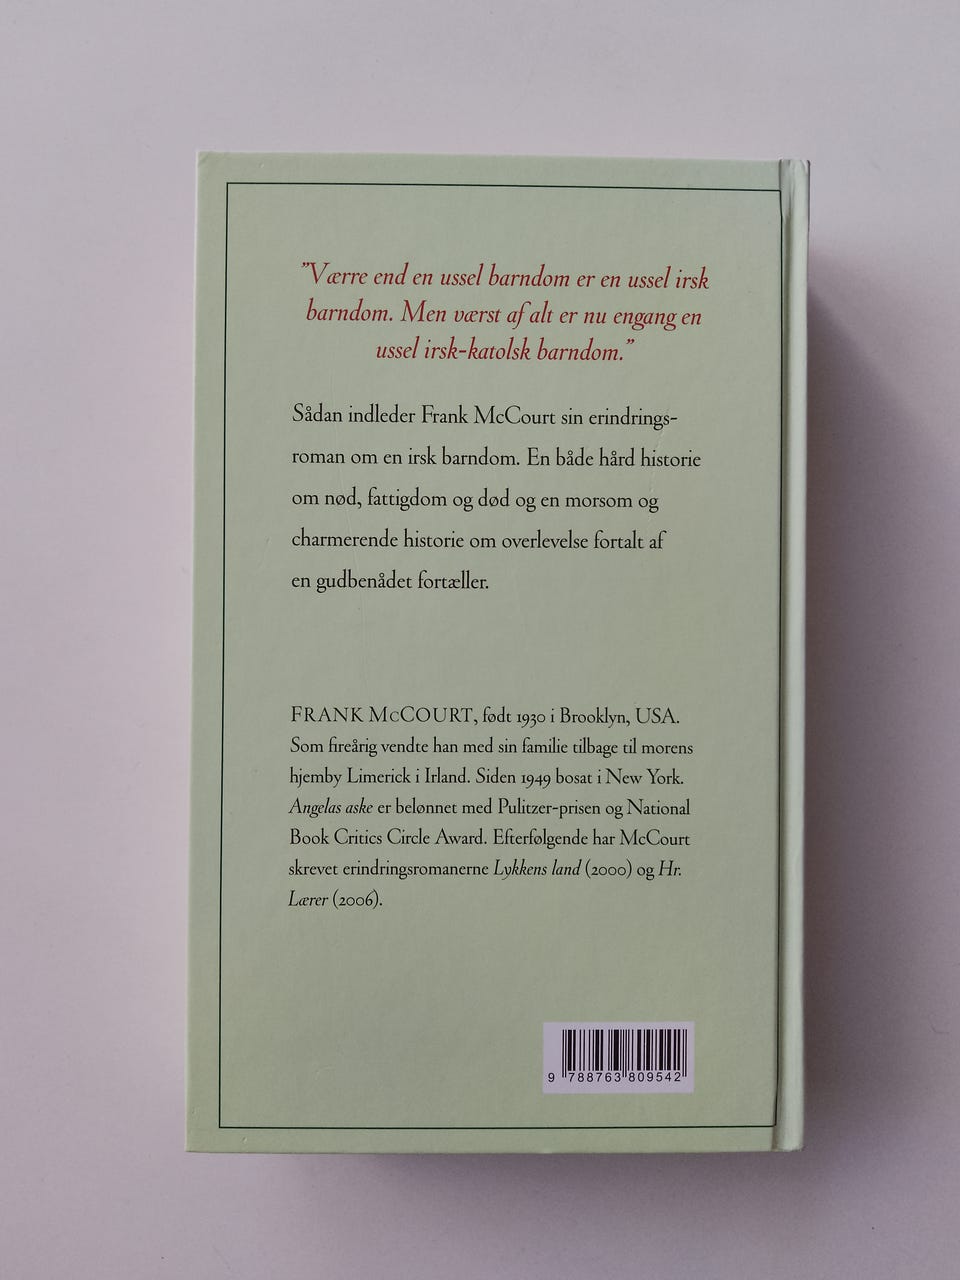 ”Værre end en ussel barndom er en ussel irsk
barndom. Men værst af alt er nu engang en
ussel irsk-katolsk barndom.”
Sådan indleder Frank McCourt sin erindrings-
roman om en irsk barndom. En både hård historie
om nød, fattigdom og død og en morsom og
charmerende historie om overlevelse fortalt af
en gudbenådet fortæller.
FRANK McCOURT, født 1930 i Brooklyn, USA.
Som fireårig vendte han med sin familie tilbage til morens
hjemby Limerick i Irland. Siden 1949 bosat i New York.
Angelas aske er belønnet med Pulitzer-prisen og National
Book Critics Circle Award. Efterfølgende har McCourt
skrevet erindringsromanerne Lykkens land (2000) og Hr.
Lærer (2006).
9 788763 809542